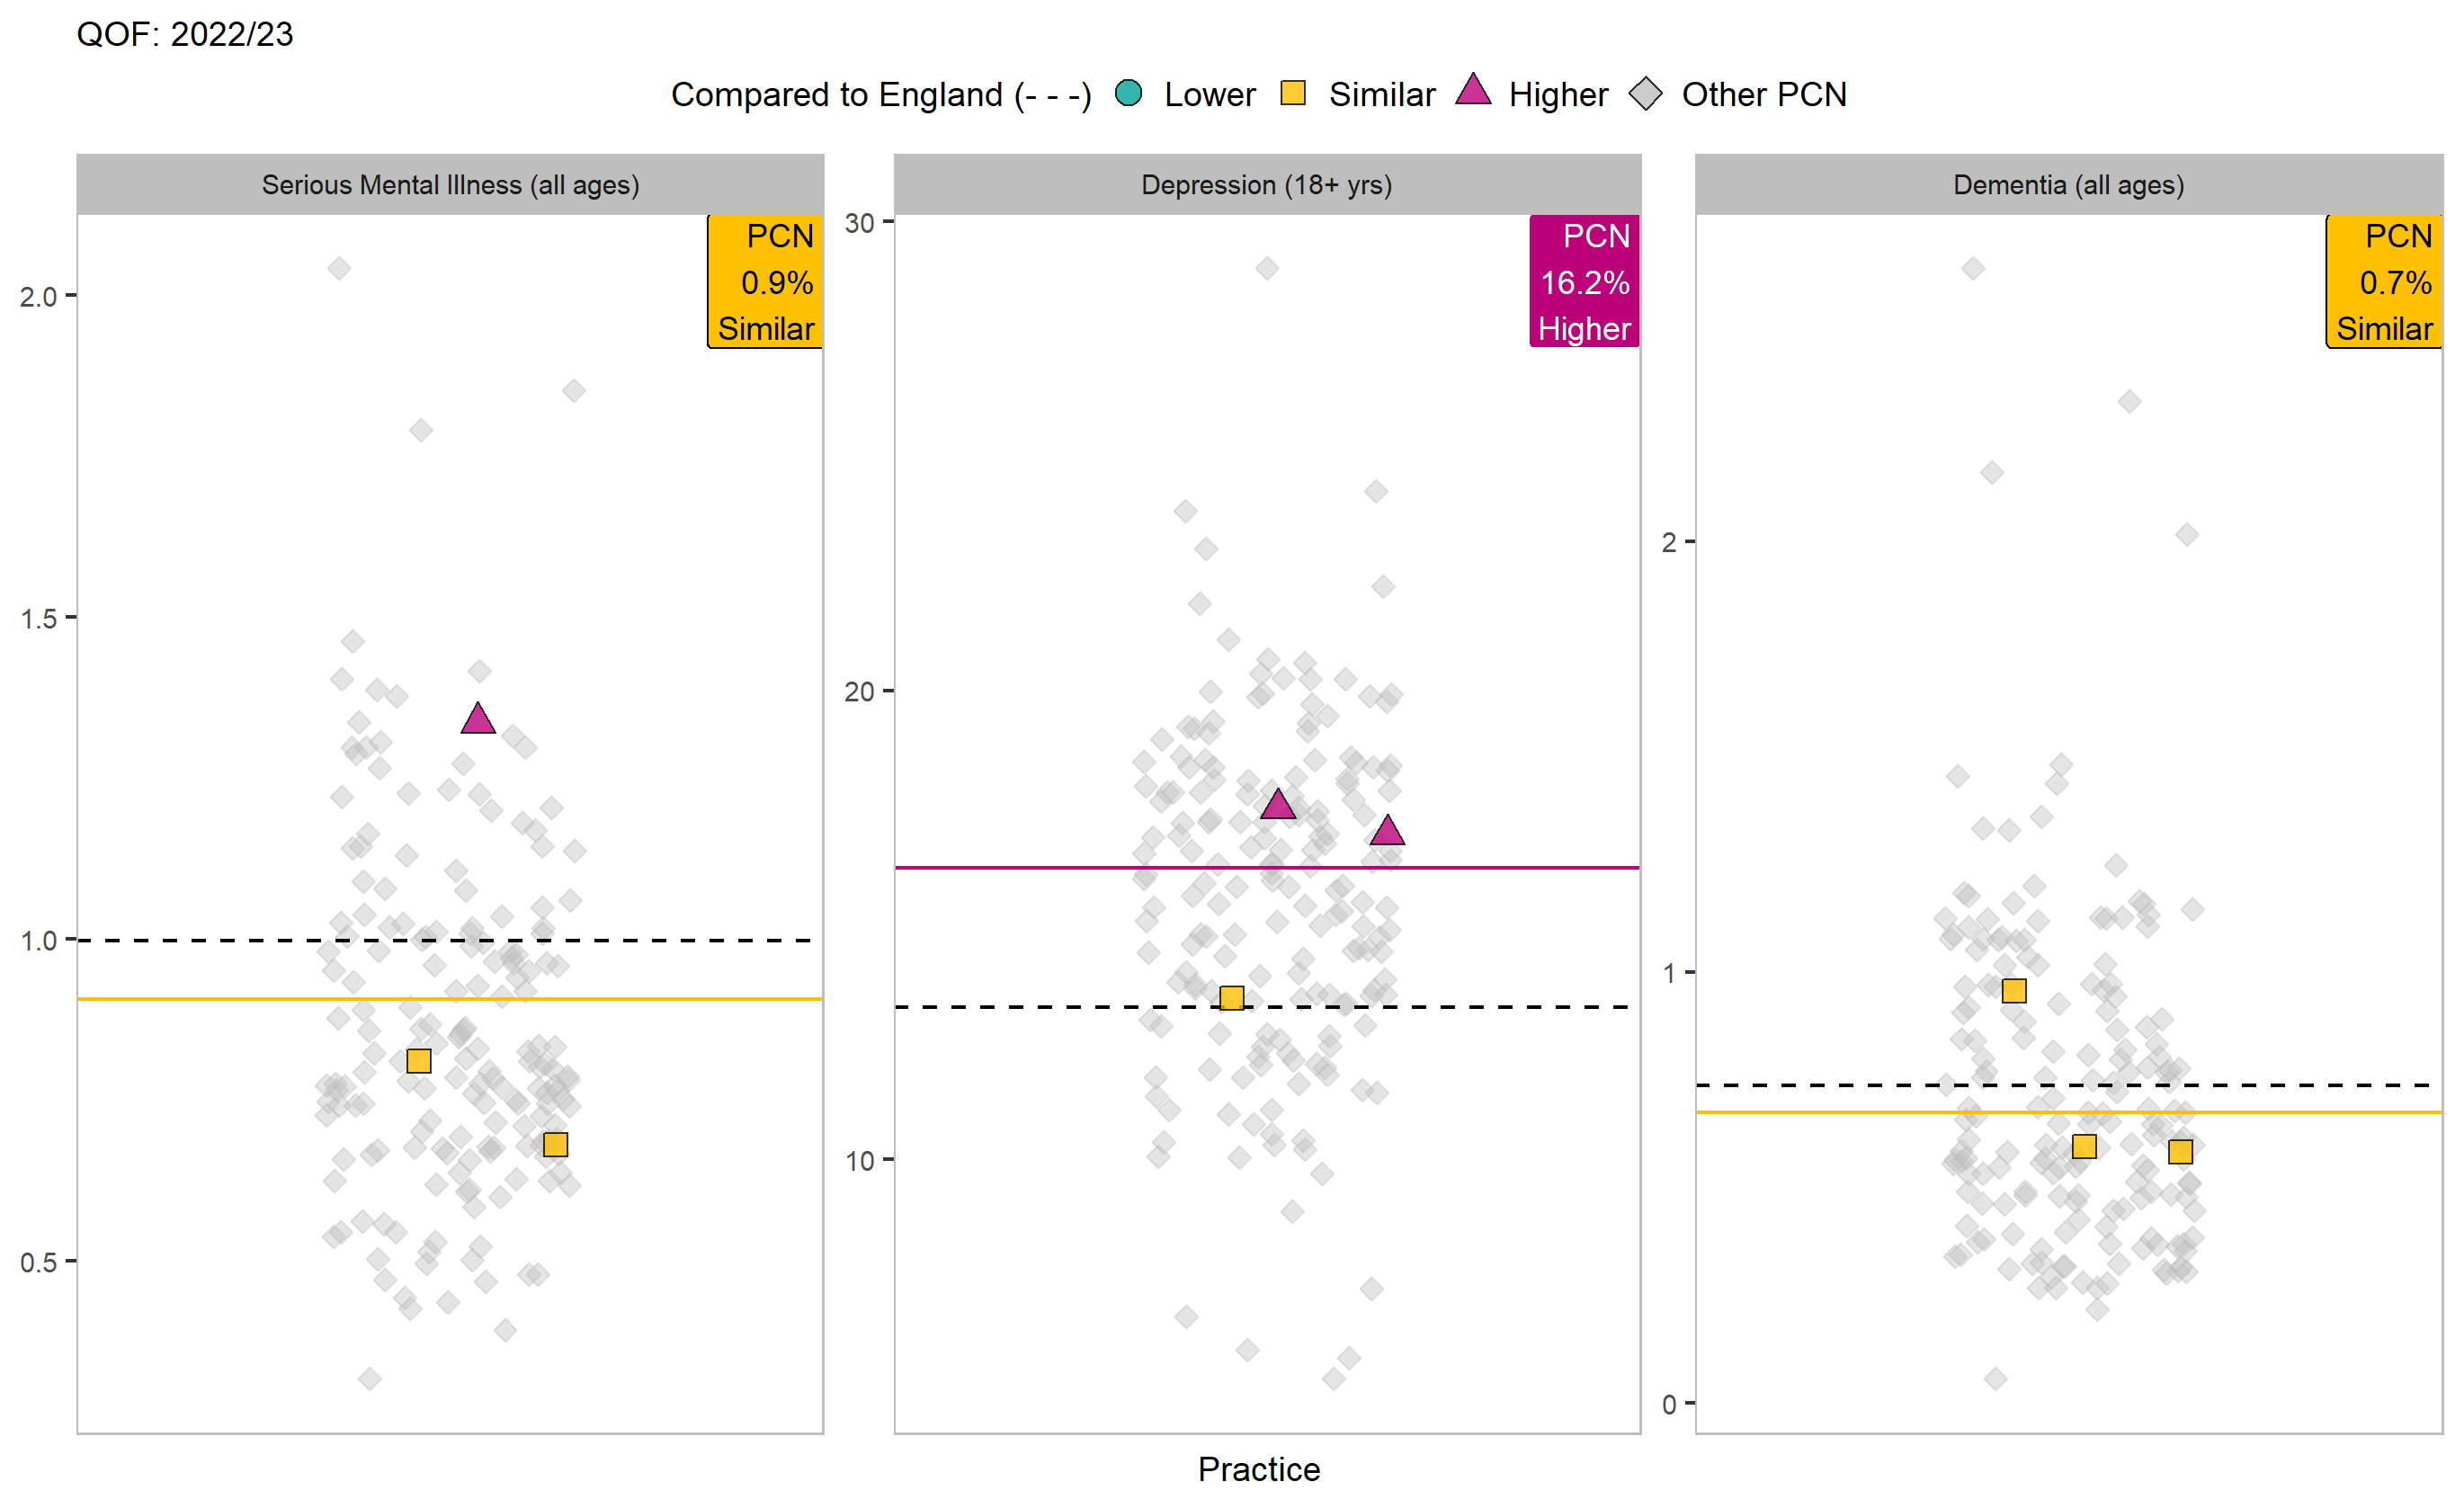 QOF: 2022/23
Compared to England (- - -) Lower Similar Higher Other PCN
Serious Mental Illness (all ages)
PCN
0.9%
Similar
2.0
1.5
1.0
0.5
Depression (18+ yrs)
PCN
16.2%
Higher
30
20
10
Dementia (all ages)
PCN
0.7%
Similar
2
1
0
Practice